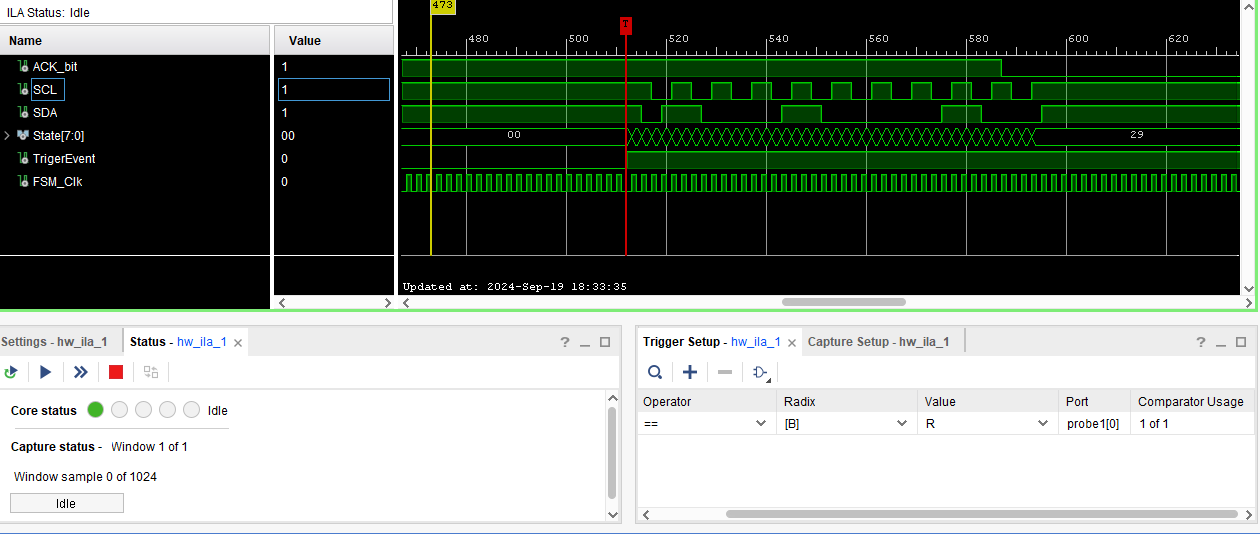 ILA Status: Idle
473
Name Value
480 500 520 540 560 580 600 620
T
ACK_bit 1
SCL 1
SDA 1
State[7:0] 00 00 29
TrigerEvent 0
FSM_Clk 0
Updated at: 2024-Sep-19 18:33:35
Settings - hw_ila_1 Status - hw_ila_1 × ? _ Trigger Setup - hw_ila_1 × Capture Setup - hw_ila_1 ? _
Core status Idle
Capture status - Window 1 of 1
Window sample 0 of 1024
Idle
Operator Radix Value Port Comparator Usage
== [B] R probe1[0] 1 of 1